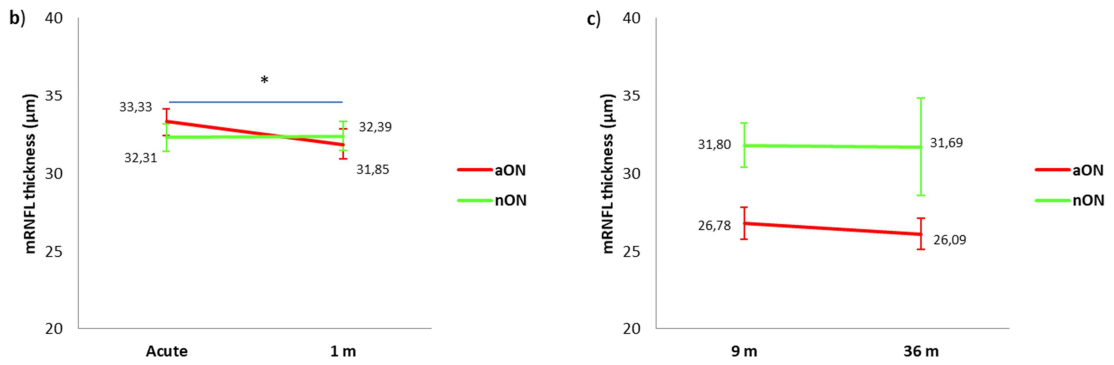 b)
mRNFL thickness (µm)
40
35
30
25
20
*
33,33
32,31
32,39
31,85
Acute
1 m
aON
nON
c)
mRNFL thickness (µm)
40
35
30
25
20
31,80
31,69
26,78
26,09
9 m
36 m
aON
nON